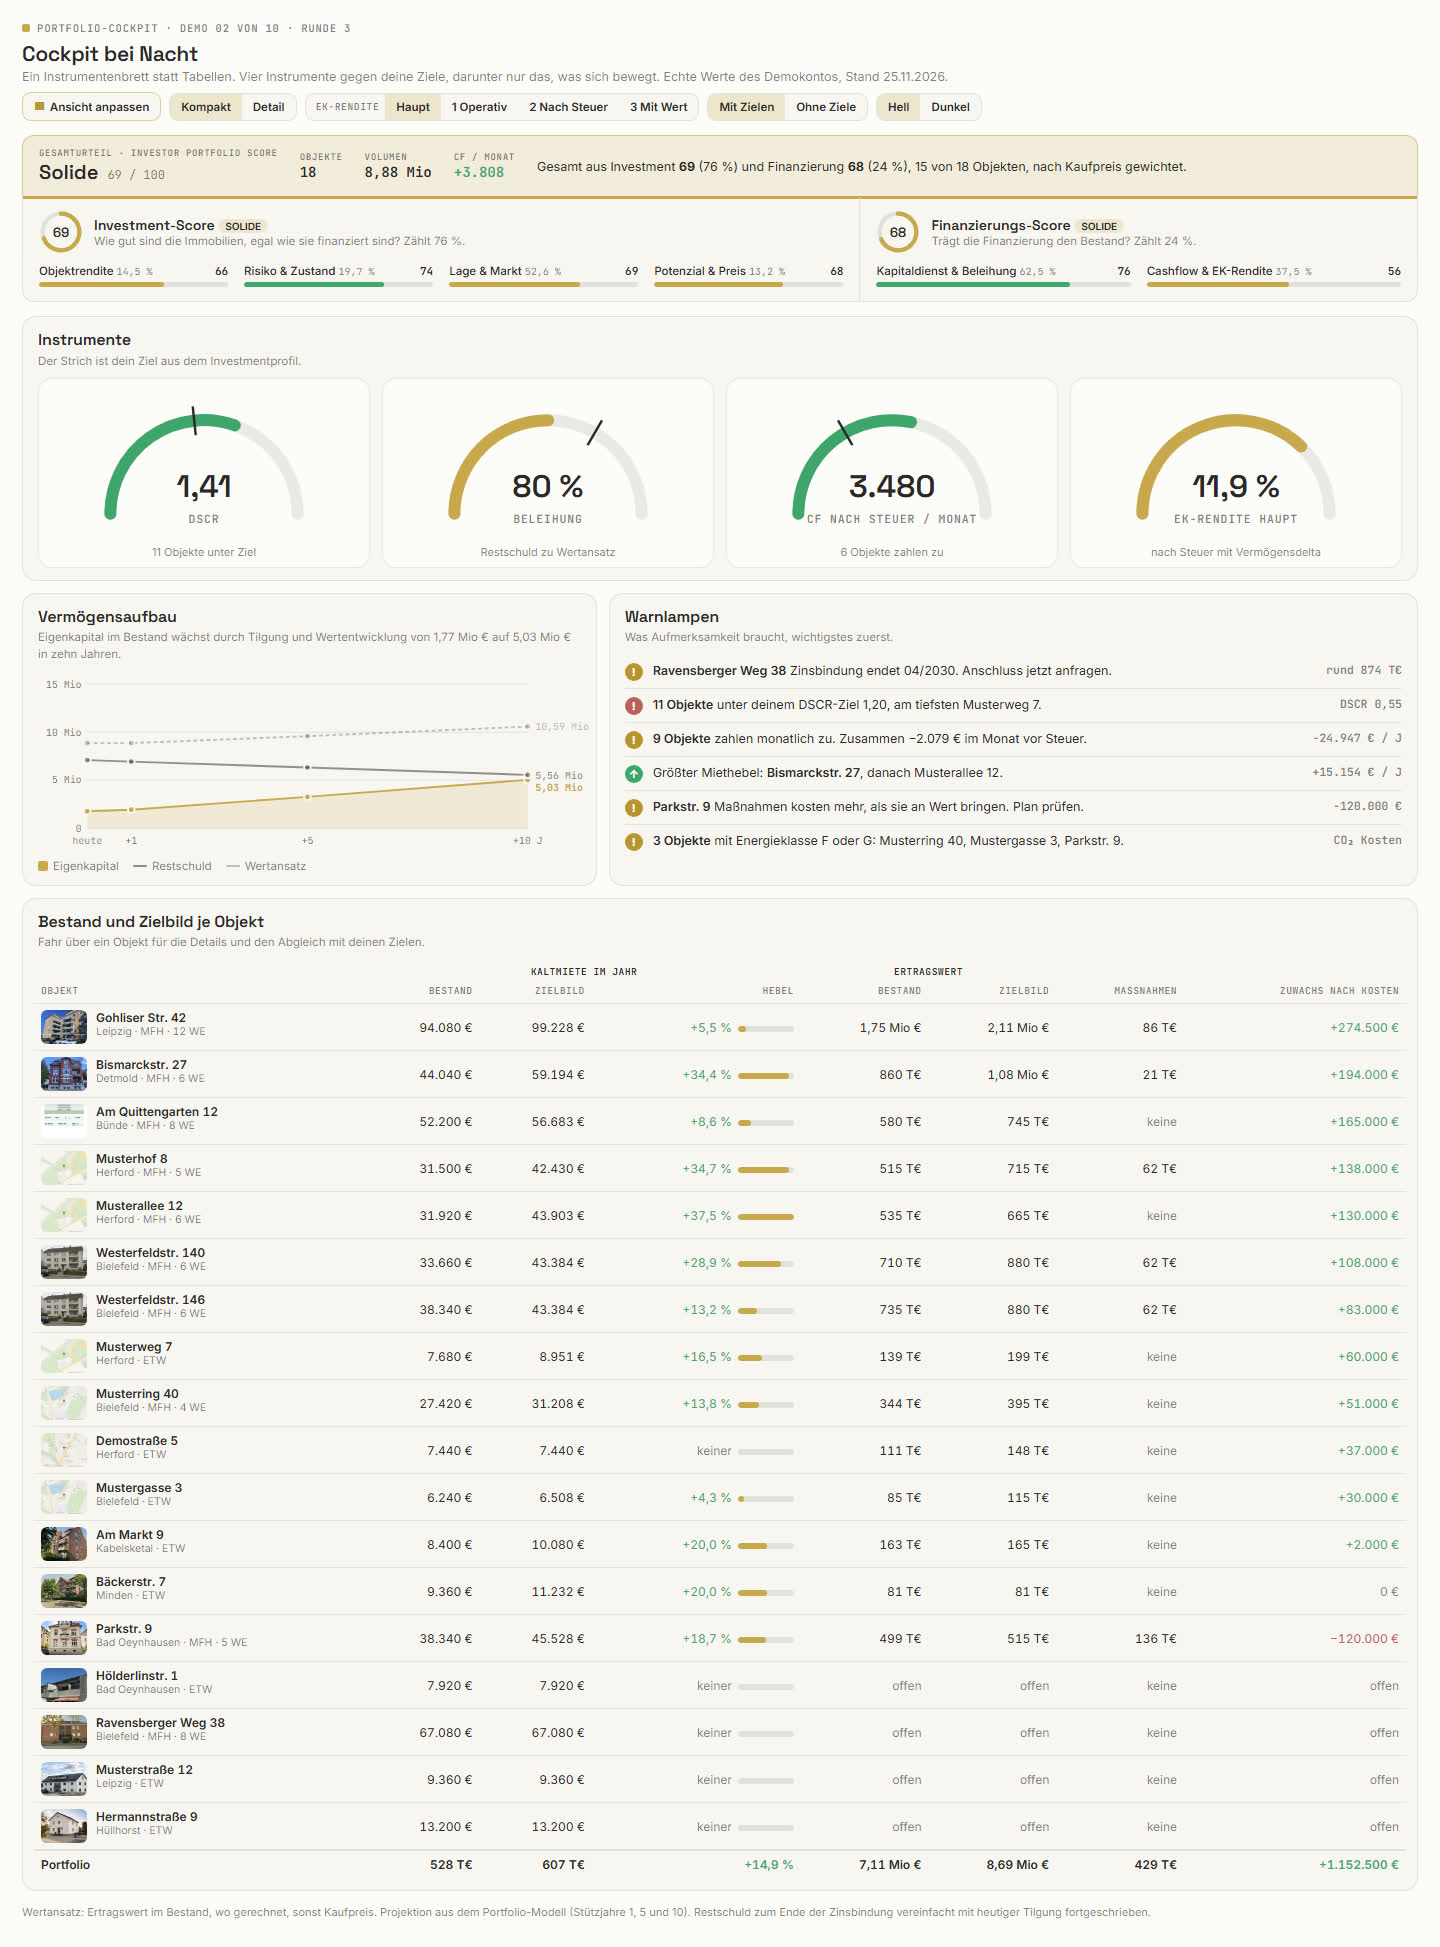 PORTFOLIO-COCKPIT · DEMO 02 VON 10 · RUNDE 3
Cockpit bei Nacht
Ein Instrumentenbrett statt Tabellen. Vier Instrumente gegen deine Ziele, darunter nur das, was sich bewegt. Echte Werte des Demokontos, Stand 25.11.2026.
Ansicht anpassen Kompakt Detail EK-RENDITE Haupt 1 Operativ 2 Nach Steuer 3 Mit Wert Mit Zielen Ohne Ziele Hell Dunkel
GESAMTURTEIL · INVESTOR PORTFOLIO SCORE
Solide 69 / 100
OBJEKTE
18
VOLUMEN
8,88 Mio
CF / MONAT
+3.808
Gesamt aus Investment 69 (76 %) und Finanzierung 68 (24 %), 15 von 18 Objekten, nach Kaufpreis gewichtet.
69
Investment-Score SOLIDE
Wie gut sind die Immobilien, egal wie sie finanziert sind? Zählt 76 %.
Objektrendite 14,5 % 66
Risiko & Zustand 19,7 % 74
Lage & Markt 52,6 % 69
Potenzial & Preis 13,2 % 68
68
Finanzierungs-Score SOLIDE
Trägt die Finanzierung den Bestand? Zählt 24 %.
Kapitaldienst & Beleihung 62,5 % 76
Cashflow & EK-Rendite 37,5 % 56
Instrumente
Der Strich ist dein Ziel aus dem Investmentprofil.
1,41
DSCR
11 Objekte unter Ziel
80 %
BELEIHUNG
Restschuld zu Wertansatz
3.480
CF NACH STEUER / MONAT
6 Objekte zahlen zu
11,9 %
EK-RENDITE HAUPT
nach Steuer mit Vermögensdelta
Vermögensaufbau
Eigenkapital im Bestand wächst durch Tilgung und Wertentwicklung von 1,77 Mio € auf 5,03 Mio €
in zehn Jahren.
15 Mio
10 Mio
5 Mio
0
10,59 Mio
5,56 Mio
5,03 Mio
heute +1 +5 +10 J
Eigenkapital Restschuld Wertansatz
Warnlampen
Was Aufmerksamkeit braucht, wichtigstes zuerst.
! Ravensberger Weg 38 Zinsbindung endet 04/2030. Anschluss jetzt anfragen. rund 874 T€
! 11 Objekte unter deinem DSCR-Ziel 1,20, am tiefsten Musterweg 7. DSCR 0,55
! 9 Objekte zahlen monatlich zu. Zusammen −2.079 € im Monat vor Steuer. -24.947 € / J
Größter Miethebel: Bismarckstr. 27, danach Musterallee 12. +15.154 € / J
! Parkstr. 9 Maßnahmen kosten mehr, als sie an Wert bringen. Plan prüfen. -120.000 €
! 3 Objekte mit Energieklasse F oder G: Musterring 40, Mustergasse 3, Parkstr. 9. CO₂ Kosten
Bestand und Zielbild je Objekt
Fahr über ein Objekt für die Details und den Abgleich mit deinen Zielen.
KALTMIETE IM JAHR ERTRAGSWERT
OBJEKT BESTAND ZIELBILD HEBEL BESTAND ZIELBILD MASSNAHMEN ZUWACHS NACH KOSTEN
Gohliser Str. 42
Leipzig · MFH · 12 WE
94.080 € 99.228 € +5,5 % 1,75 Mio € 2,11 Mio € 86 T€ +274.500 €
Bismarckstr. 27
Detmold · MFH · 6 WE
44.040 € 59.194 € +34,4 % 860 T€ 1,08 Mio € 21 T€ +194.000 €
Am Quittengarten 12
Bünde · MFH · 8 WE
52.200 € 56.683 € +8,6 % 580 T€ 745 T€ keine +165.000 €
Musterhof 8
Herford · MFH · 5 WE
31.500 € 42.430 € +34,7 % 515 T€ 715 T€ 62 T€ +138.000 €
Musterallee 12
Herford · MFH · 6 WE
31.920 € 43.903 € +37,5 % 535 T€ 665 T€ keine +130.000 €
Westerfeldstr. 140
Bielefeld · MFH · 6 WE
33.660 € 43.384 € +28,9 % 710 T€ 880 T€ 62 T€ +108.000 €
Westerfeldstr. 146
Bielefeld · MFH · 6 WE
38.340 € 43.384 € +13,2 % 735 T€ 880 T€ 62 T€ +83.000 €
Musterweg 7
Herford · ETW
7.680 € 8.951 € +16,5 % 139 T€ 199 T€ keine +60.000 €
Musterring 40
Bielefeld · MFH · 4 WE
27.420 € 31.208 € +13,8 % 344 T€ 395 T€ keine +51.000 €
Demostraße 5
Herford · ETW
7.440 € 7.440 € keiner 111 T€ 148 T€ keine +37.000 €
Mustergasse 3
Bielefeld · ETW
6.240 € 6.508 € +4,3 % 85 T€ 115 T€ keine +30.000 €
Am Markt 9
Kabelsketal · ETW
8.400 € 10.080 € +20,0 % 163 T€ 165 T€ keine +2.000 €
Bäckerstr. 7
Minden · ETW
9.360 € 11.232 € +20,0 % 81 T€ 81 T€ keine 0 €
Parkstr. 9
Bad Oeynhausen · MFH · 5 WE
38.340 € 45.528 € +18,7 % 499 T€ 515 T€ 136 T€ −120.000 €
Hölderlinstr. 1
Bad Oeynhausen · ETW
7.920 € 7.920 € keiner offen offen keine offen
Ravensberger Weg 38
Bielefeld · MFH · 8 WE
67.080 € 67.080 € keiner offen offen keine offen
Musterstraße 12
Leipzig · ETW
9.360 € 9.360 € keiner offen offen keine offen
Hermannstraße 9
Hüllhorst · ETW
13.200 € 13.200 € keiner offen offen keine offen
Portfolio 528 T€ 607 T€ +14,9 % 7,11 Mio € 8,69 Mio € 429 T€ +1.152.500 €
Wertansatz: Ertragswert im Bestand, wo gerechnet, sonst Kaufpreis. Projektion aus dem Portfolio-Modell (Stützjahre 1, 5 und 10). Restschuld zum Ende der Zinsbindung vereinfacht mit heutiger Tilgung fortgeschrieben.